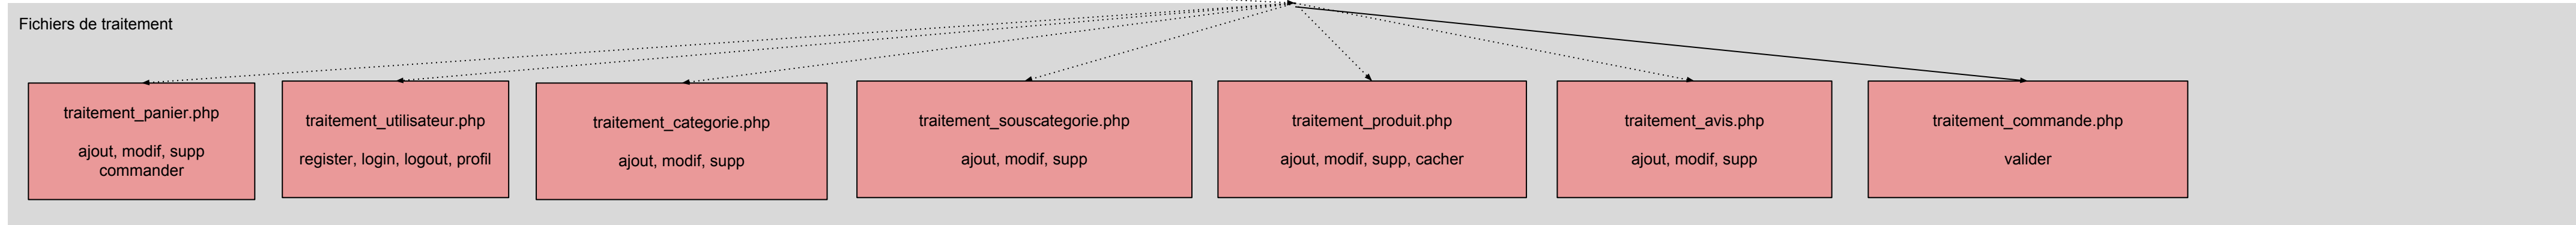 Fichiers de traitement
traitement_panier.php
ajout, modif, supp
commander
traitement_utilisateur.php
register, login, logout, profil
traitement_categorie.php
ajout, modif, supp
traitement_souscategorie.php
ajout, modif, supp
traitement_produit.php
ajout, modif, supp, cacher
traitement_avis.php
ajout, modif, supp
traitement_commande.php
valider